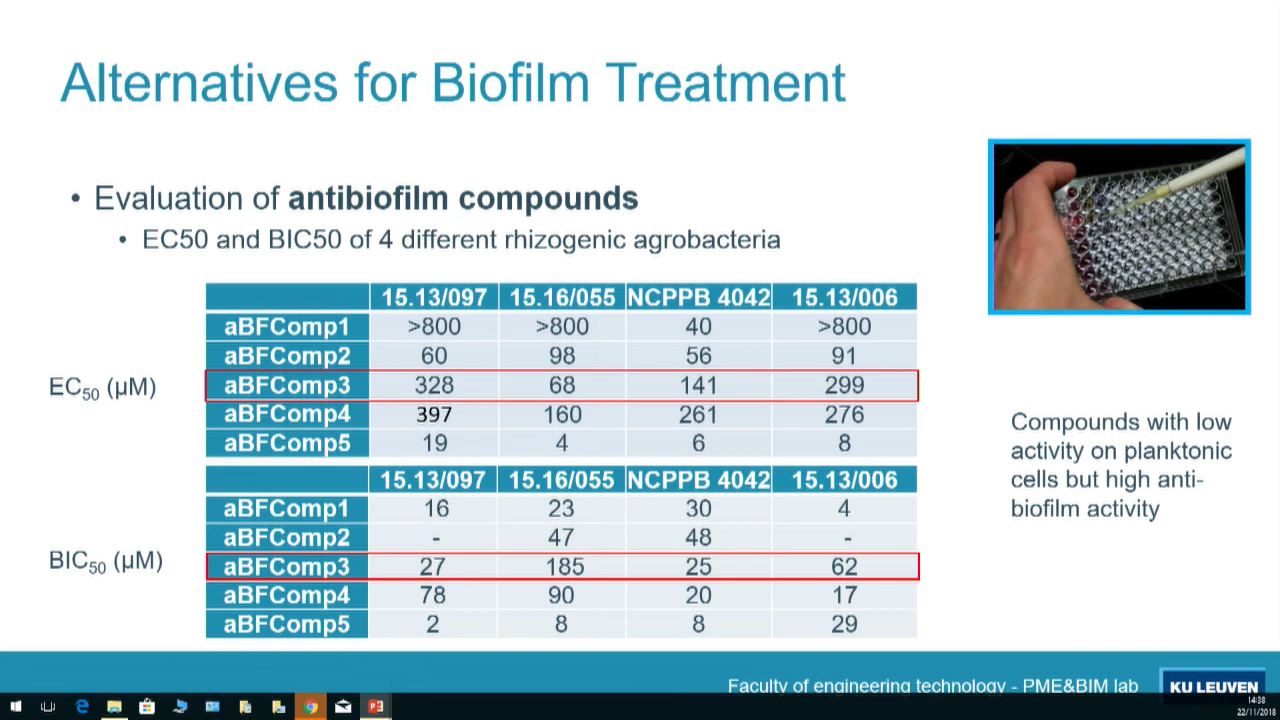 Alternatives for Biofilm Treatment
• Evaluation of antibiofilm compounds
• EC50 and BIC50 of 4 different rhizogenic agrobacteria
15.13/097 15.16/055 NCPPB 4042 15.13/006
aBFComp1 >800 >800 40 >800
aBFComp2 60 98 56 91
EC50 (µM) aBFComp3 328 68 141 299
aBFComp4 397 160 261 276
aBFComp5 19 4 6 8
15.13/097 15.16/055 NCPPB 4042 15.13/006
aBFComp1 16 23 30 4
aBFComp2 - 47 48 -
BIC50 (µM) aBFComp3 27 185 25 62
aBFComp4 78 90 20 17
aBFComp5 2 8 8 29
Compounds with low
activity on planktonic
cells but high anti-
biofilm activity
Faculty of engineering technology - PME&BIM lab
KU LEUVEN
14:38
22/11/2018